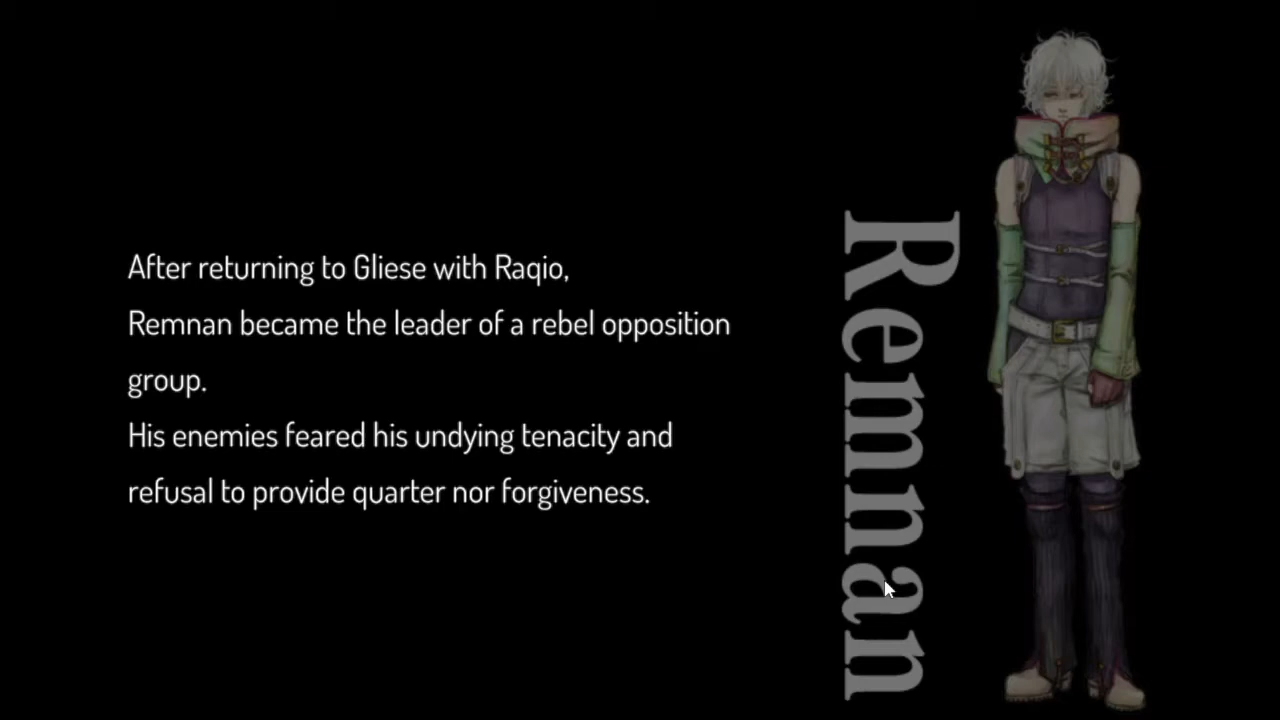 After returning to Gliese with Raqio,
Remnan became the leader of a rebel opposition
group.
His enemies feared his undying tenacity and
refusal to provide quarter nor forgiveness.
Remnan